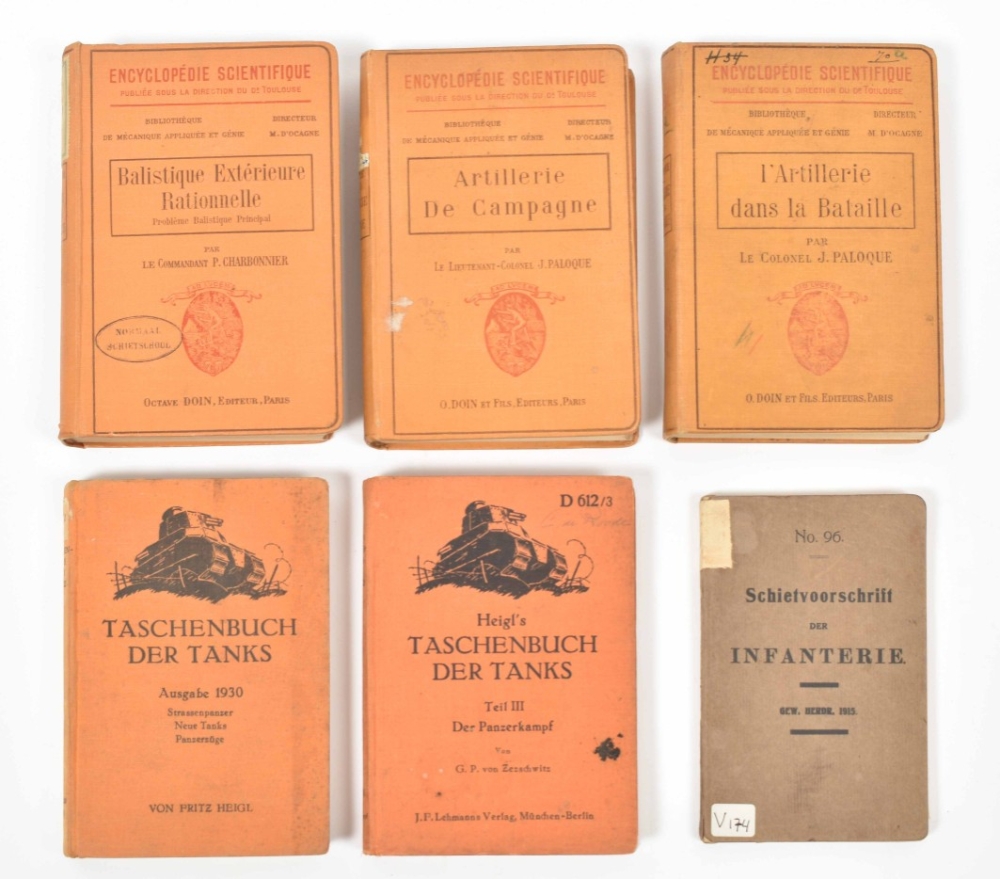 ENCYCLOPÉDIE SCIENTIFIQUE
PUBLIÉE SOUS LA DIRECTION DU Dr TOULOUSE
BIBLIOTHÈQUE DIRECTEUR
DE MÉCANIQUE APPLIQUÉE ET GÉNIE M. D'OCAGNE
Balistique Extérieure
Rationnelle
Problème Balistique Principal
PAR
LE COMMANDANT P. CHARBONNIER
NORMAAL
SCHIETSCHOOL
OCTAVE DOIN, EDITEUR, PARIS
ENCYCLOPÉDIE SCIENTIFIQUE
PUBLIÉE SOUS LA DIRECTION DU Dr TOULOUSE
BIBLIOTHÈQUE DIRECTEUR
DE MÉCANIQUE APPLIQUÉE ET GÉNIE M. D'OCAGNE
Artillerie
De Campagne
PAR
LE LIEUTENANT-COLONEL J. PALOQUE
O. DOIN ET FILS, EDITEURS, PARIS
H 34
ENCYCLOPÉDIE SCIENTIFIQUE
PUBLIÉE SOUS LA DIRECTION DU Dr TOULOUSE
BIBLIOTHÈQUE DIRECTEUR
DE MÉCANIQUE APPLIQUÉE ET GÉNIE M. D'OCAGNE
l'Artillerie
dans la Bataille
PAR
LE COLONEL J. PALOQUE
O. DOIN ET FILS, EDITEURS, PARIS
TASCHENBUCH
DER TANKS
Ausgabe 1930
Strassenpanzer
Neue Tanks
Panzerzüge
VON FRITZ HEIGL
D 612/3
Heigl's
TASCHENBUCH
DER TANKS
Teil III
Der Panzerkampf
Von
G. P. von Zezschwitz
J. F. Lehmanns Verlag, München-Berlin
No. 96.
Schietvoorschrift
DER
INFANTERIE.
GEW. HERDR. 1915.
V 174